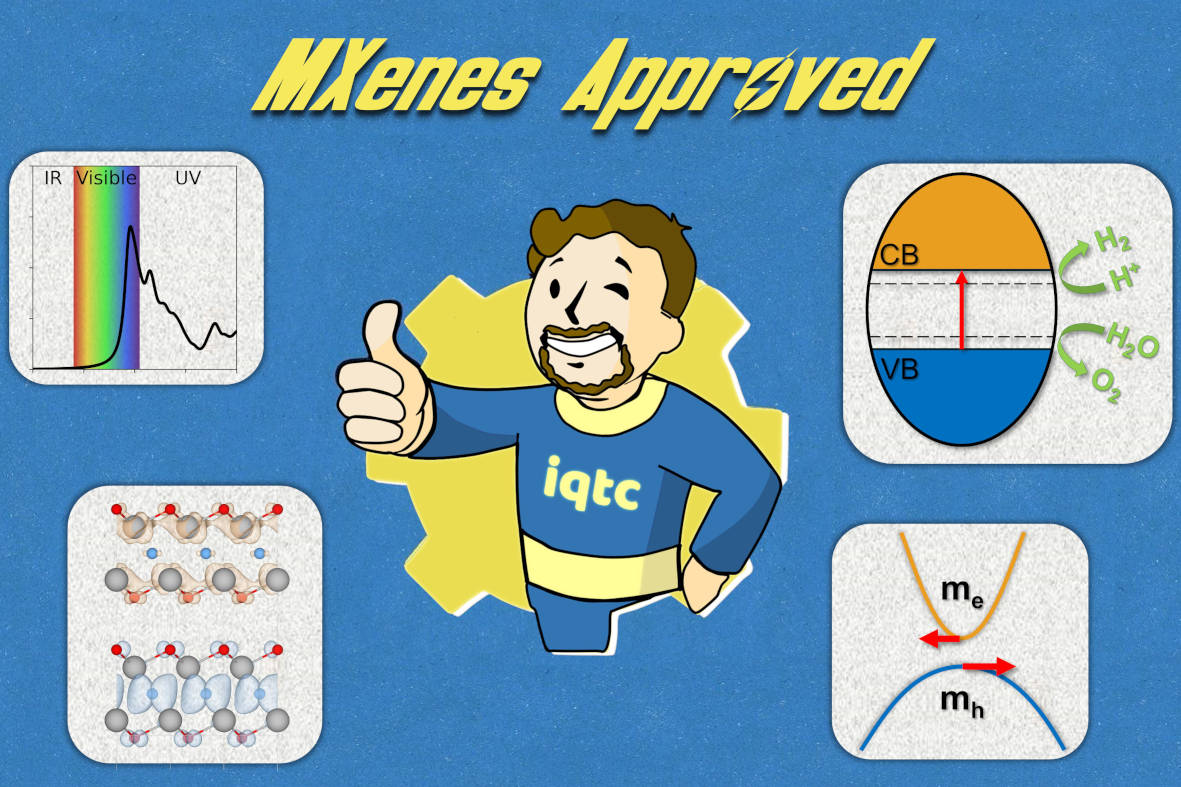 MXenes Approved
IR Visible UV
CB
H₂
H⁺
H₂O
VB
O₂
iqtc
mₑ
mₕ